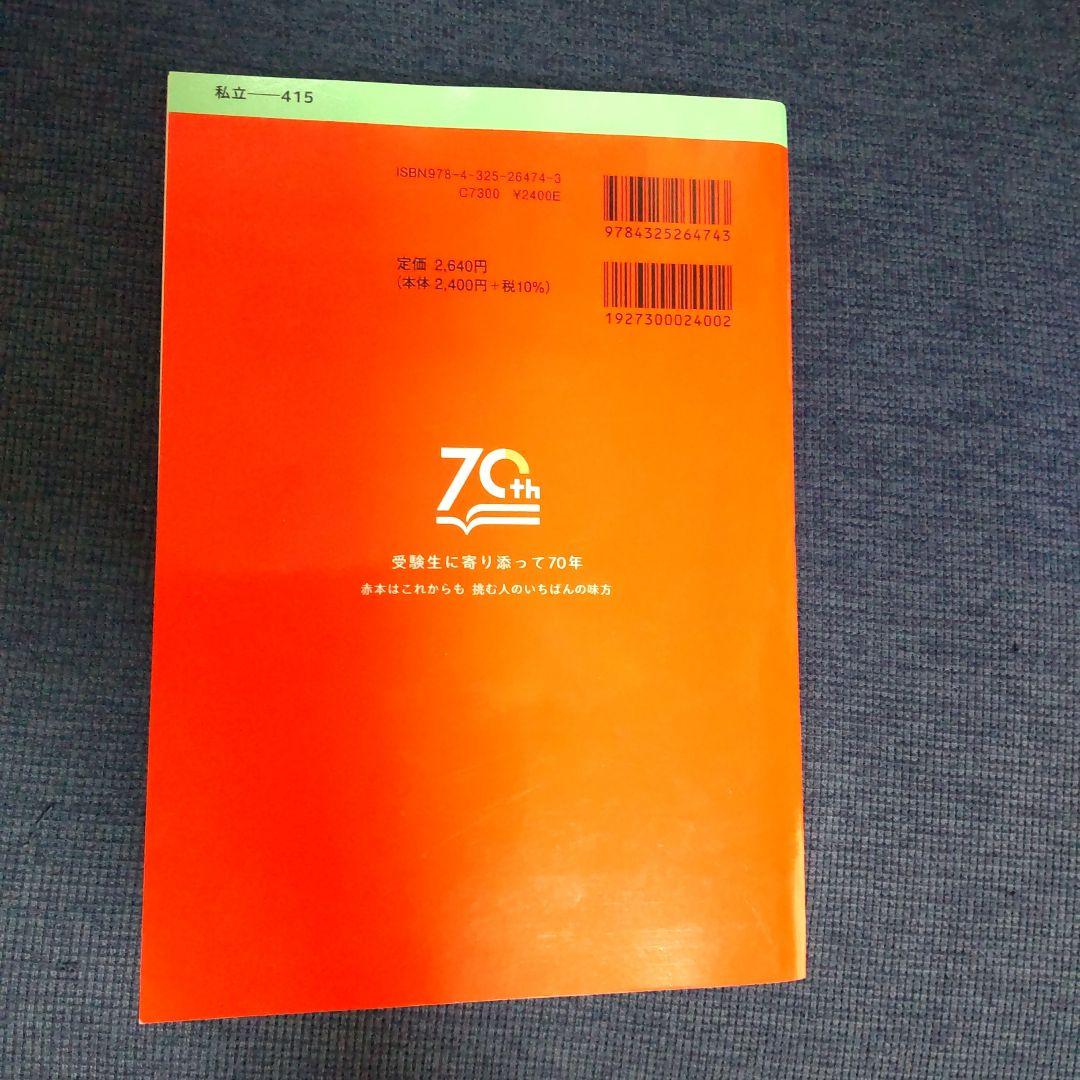 私立――415
ISBN978-4-325-26474-3
C7300 ¥2400E
9784325264743
定価 2,640円
(本体 2,400円+税10%)
1927300024002
70th
受験生に寄り添って70年
赤本はこれからも 挑む人のいちばんの味方